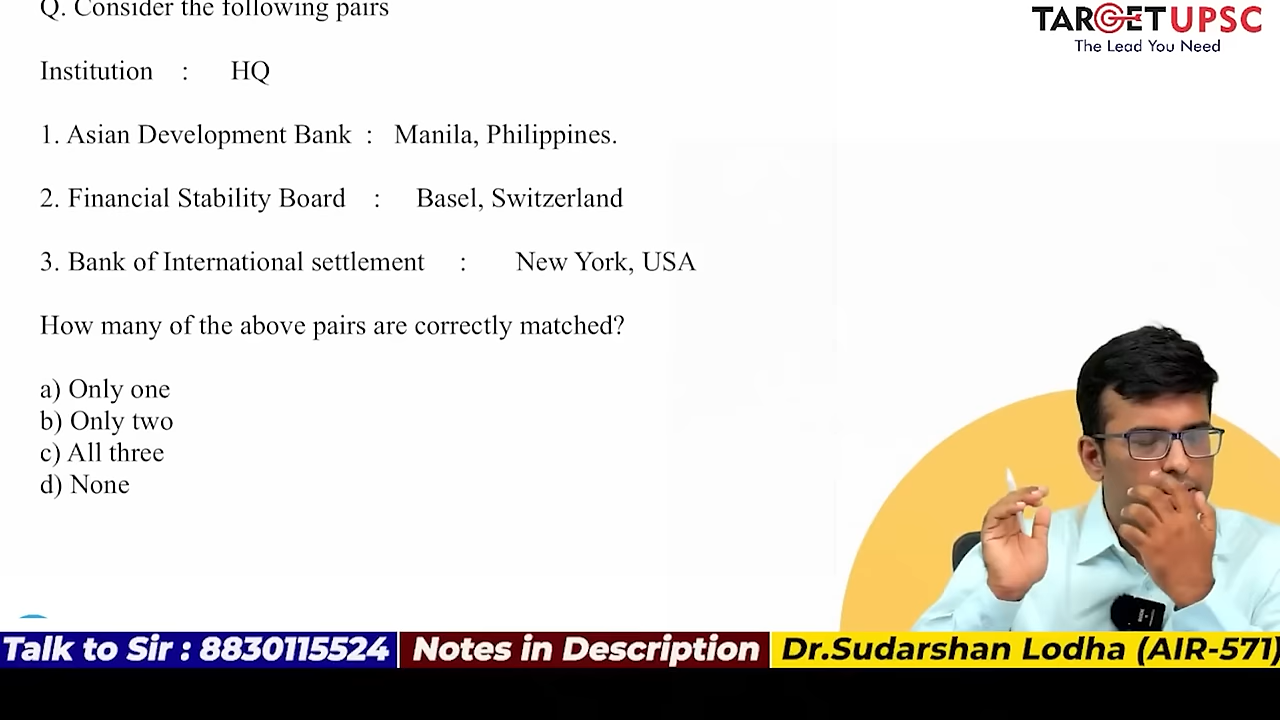 Q. Consider the following pairs
TARGET UPSC
The Lead You Need
Institution : HQ
1. Asian Development Bank : Manila, Philippines.
2. Financial Stability Board : Basel, Switzerland
3. Bank of International settlement : New York, USA
How many of the above pairs are correctly matched?
a) Only one
b) Only two
c) All three
d) None
Talk to Sir : 8830115524 Notes in Description Dr.Sudarshan Lodha (AIR-571)